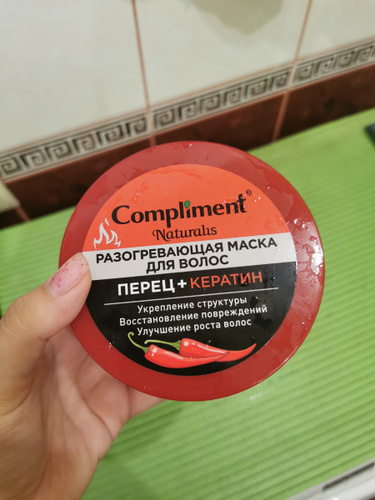 Compliment®
Naturalis
РАЗОГРЕВАЮЩАЯ МАСКА
ДЛЯ ВОЛОС
ПЕРЕЦ+КЕРАТИН
Укрепление структуры
Восстановление повреждений
Улучшение роста волос